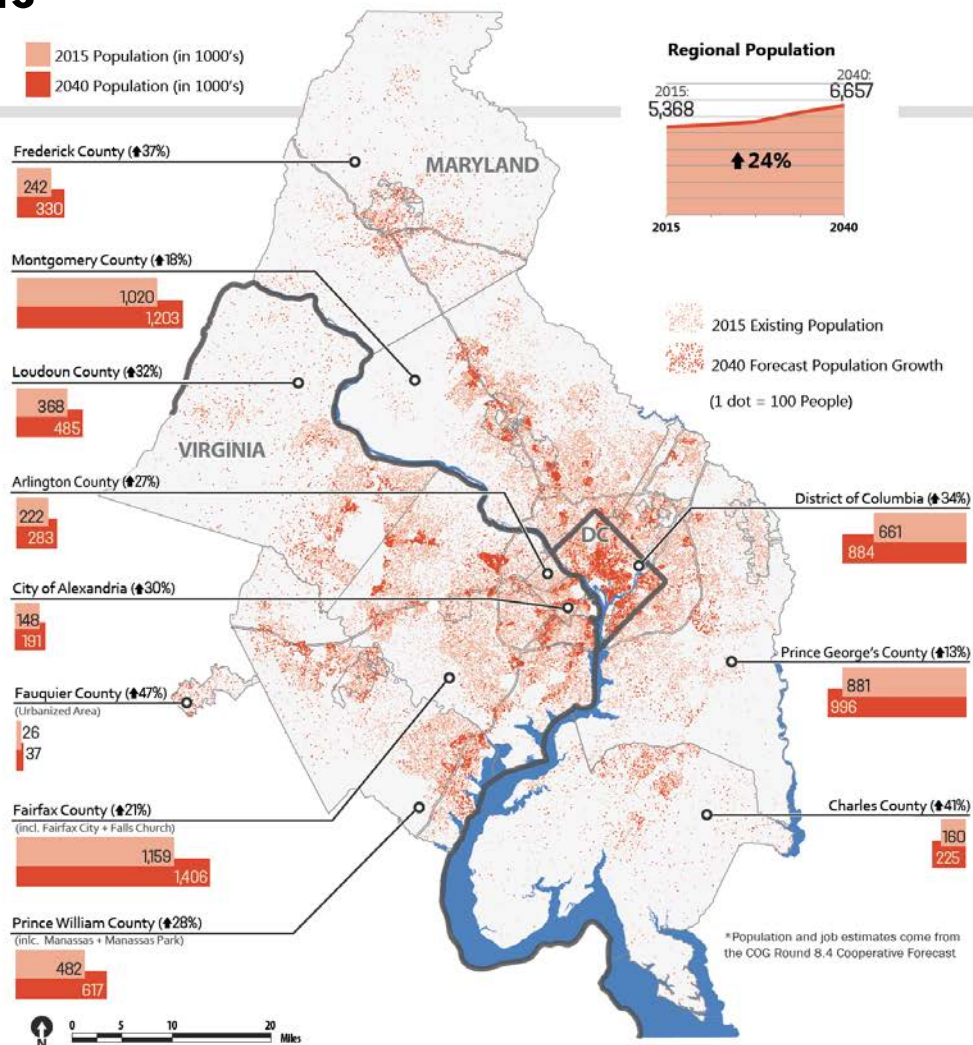 2015 Population (in 1000's)
2040 Population (in 1000's)
Regional Population
2015:
5,368
2040:
6,657
⬆24%
2015
2040
Frederick County (⬆37%)
242
330
MARYLAND
Montgomery County (⬆18%)
1,020
1,203
2015 Existing Population
2040 Forecast Population Growth
(1 dot = 100 People)
Loudoun County (⬆32%)
368
485
VIRGINIA
Arlington County (⬆27%)
222
283
District of Columbia (⬆34%)
661
884
DC
City of Alexandria (⬆30%)
148
191
Prince George's County (⬆13%)
881
996
Fauquier County (⬆47%)
(Urbanized Area)
26
37
Fairfax County (⬆21%)
(incl. Fairfax City + Falls Church)
1,159
1,406
Charles County (⬆41%)
160
225
Prince William County (⬆28%)
(inlc. Manassas + Manassas Park)
482
617
*Population and job estimates come from
the COG Round 8.4 Cooperative Forecast
N
0 5 10 20
Miles